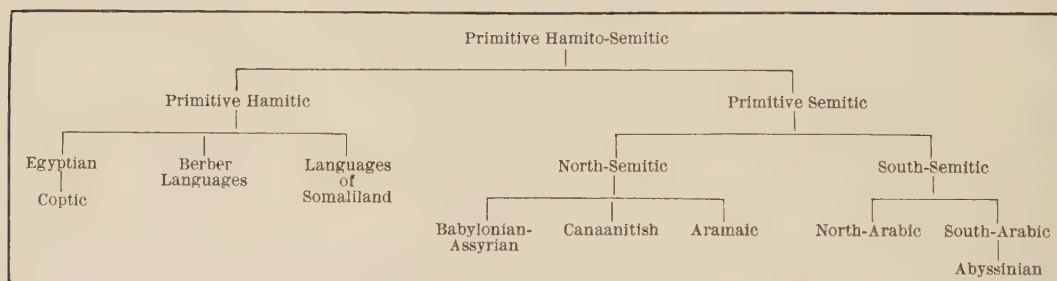 Primitive Hamito-Semitic
Primitive Hamitic
Primitive Semitic
Egyptian
Coptic
Berber
Languages
Languages
of
Somaliland
North-Semitic
South-Semitic
Babylonian-
Assyrian
Canaanitish
Aramaic
North-Arabic
South-Arabic
Abyssinian